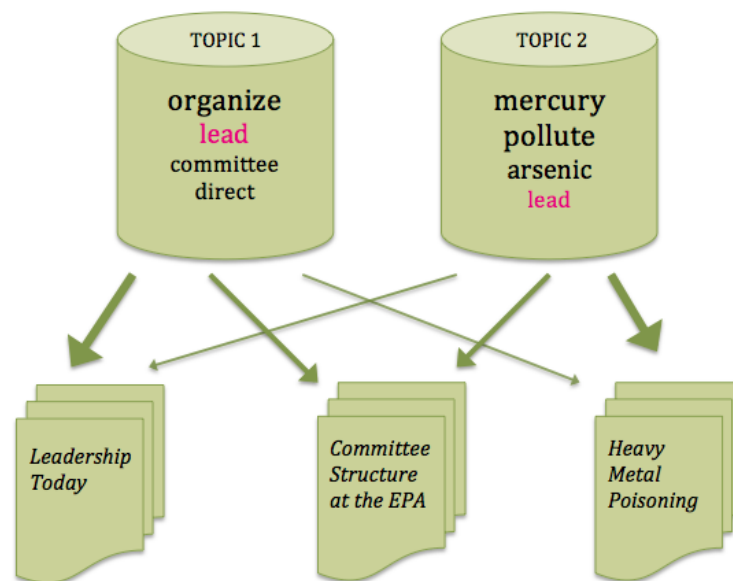 TOPIC 1
organize
lead
committee
direct
TOPIC 2
mercury
pollute
arsenic
lead
Leadership
Today
Committee
Structure
at the EPA
Heavy
Metal
Poisoning